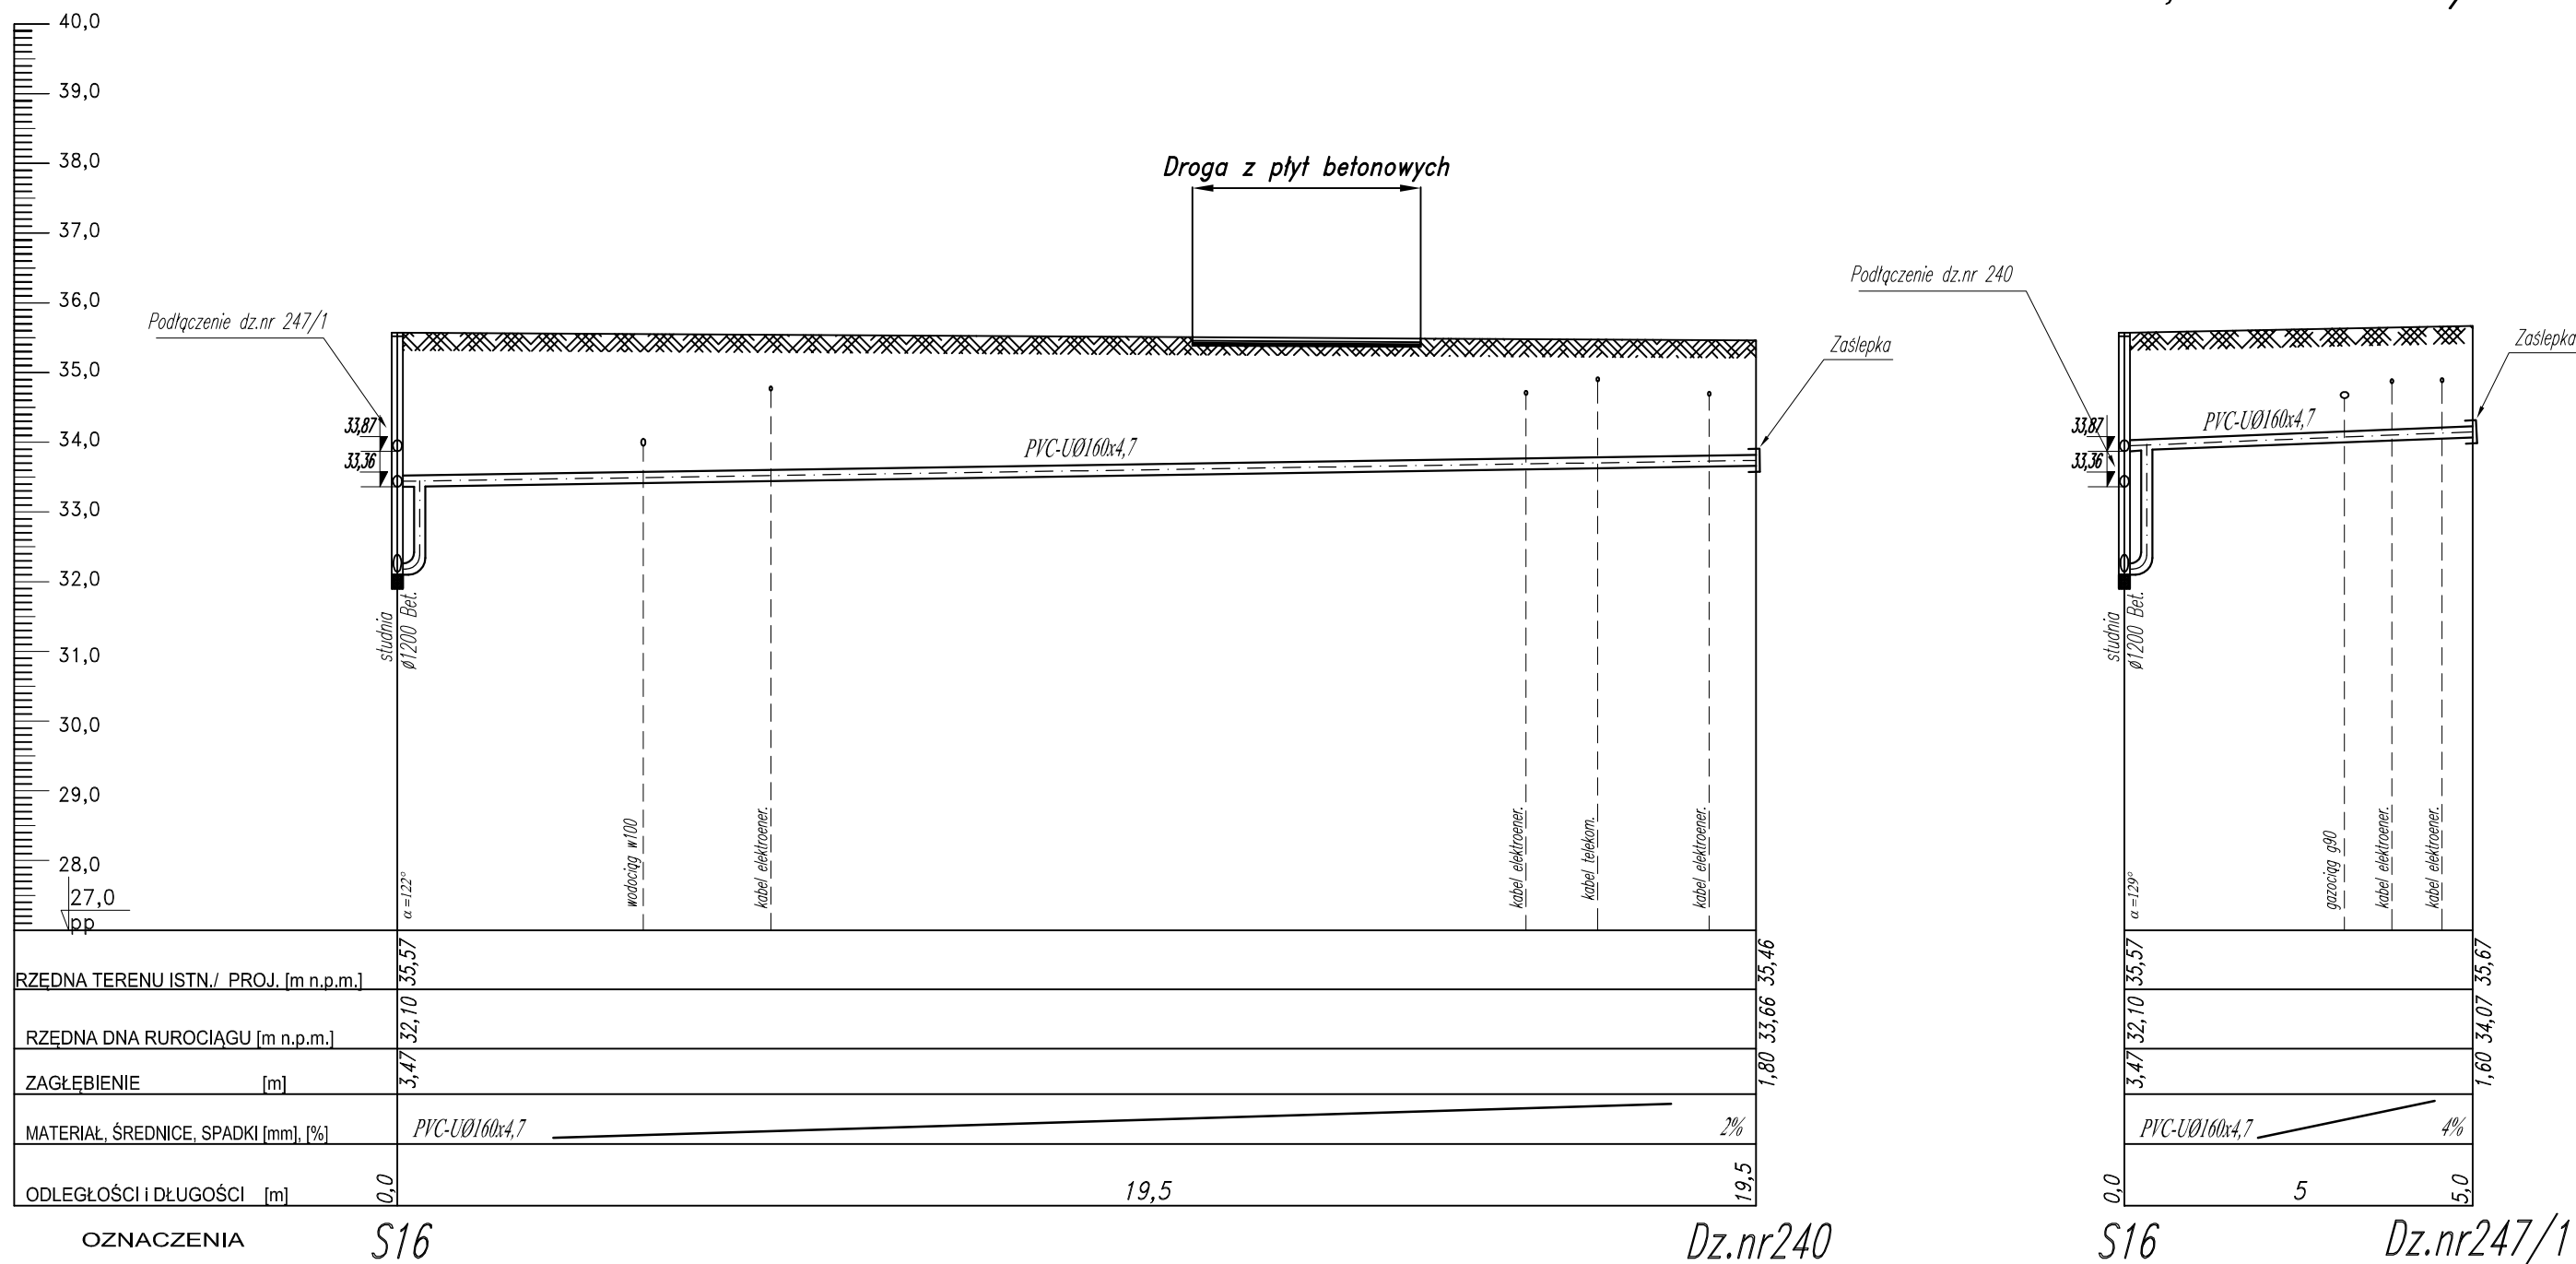 40,0
39,0
38,0
37,0
36,0
35,0
34,0
33,0
32,0
31,0
30,0
29,0
28,0
27,0
pp
Droga z płyt betonowych
Podłączenie dz.nr 247/1
Zaślepka
33,87
33,36
PVC-UØ160x4,7
studnia
ø1200 Bet.
α=122°
wodociąg w100
kabel elektroener.
kabel elektroener.
kabel telekom.
kabel elektroener.
Podłączenie dz.nr 240
Zaślepka
33,87
33,36
PVC-UØ160x4,7
studnia
ø1200 Bet.
α=129°
gazociąg g90
kabel elektroener.
kabel elektroener.
RZĘDNA TERENU ISTN./ PROJ. [m n.p.m.] 35,57 35,46 35,57 35,67
RZĘDNA DNA RUROCIĄGU [m n.p.m.] 32,10 33,66 32,10 34,07
ZAGŁĘBIENIE [m] 3,47 1,80 3,47 1,60
MATERIAŁ, ŚREDNICE, SPADKI [mm], [%] PVC-UØ160x4,7 2% PVC-UØ160x4,7 4%
ODLEGŁOŚCI i DŁUGOŚCI [m] 0,0 19,5 19,5 0,0 5 5,0
OZNACZENIA S16 Dz.nr240 S16 Dz.nr247/1